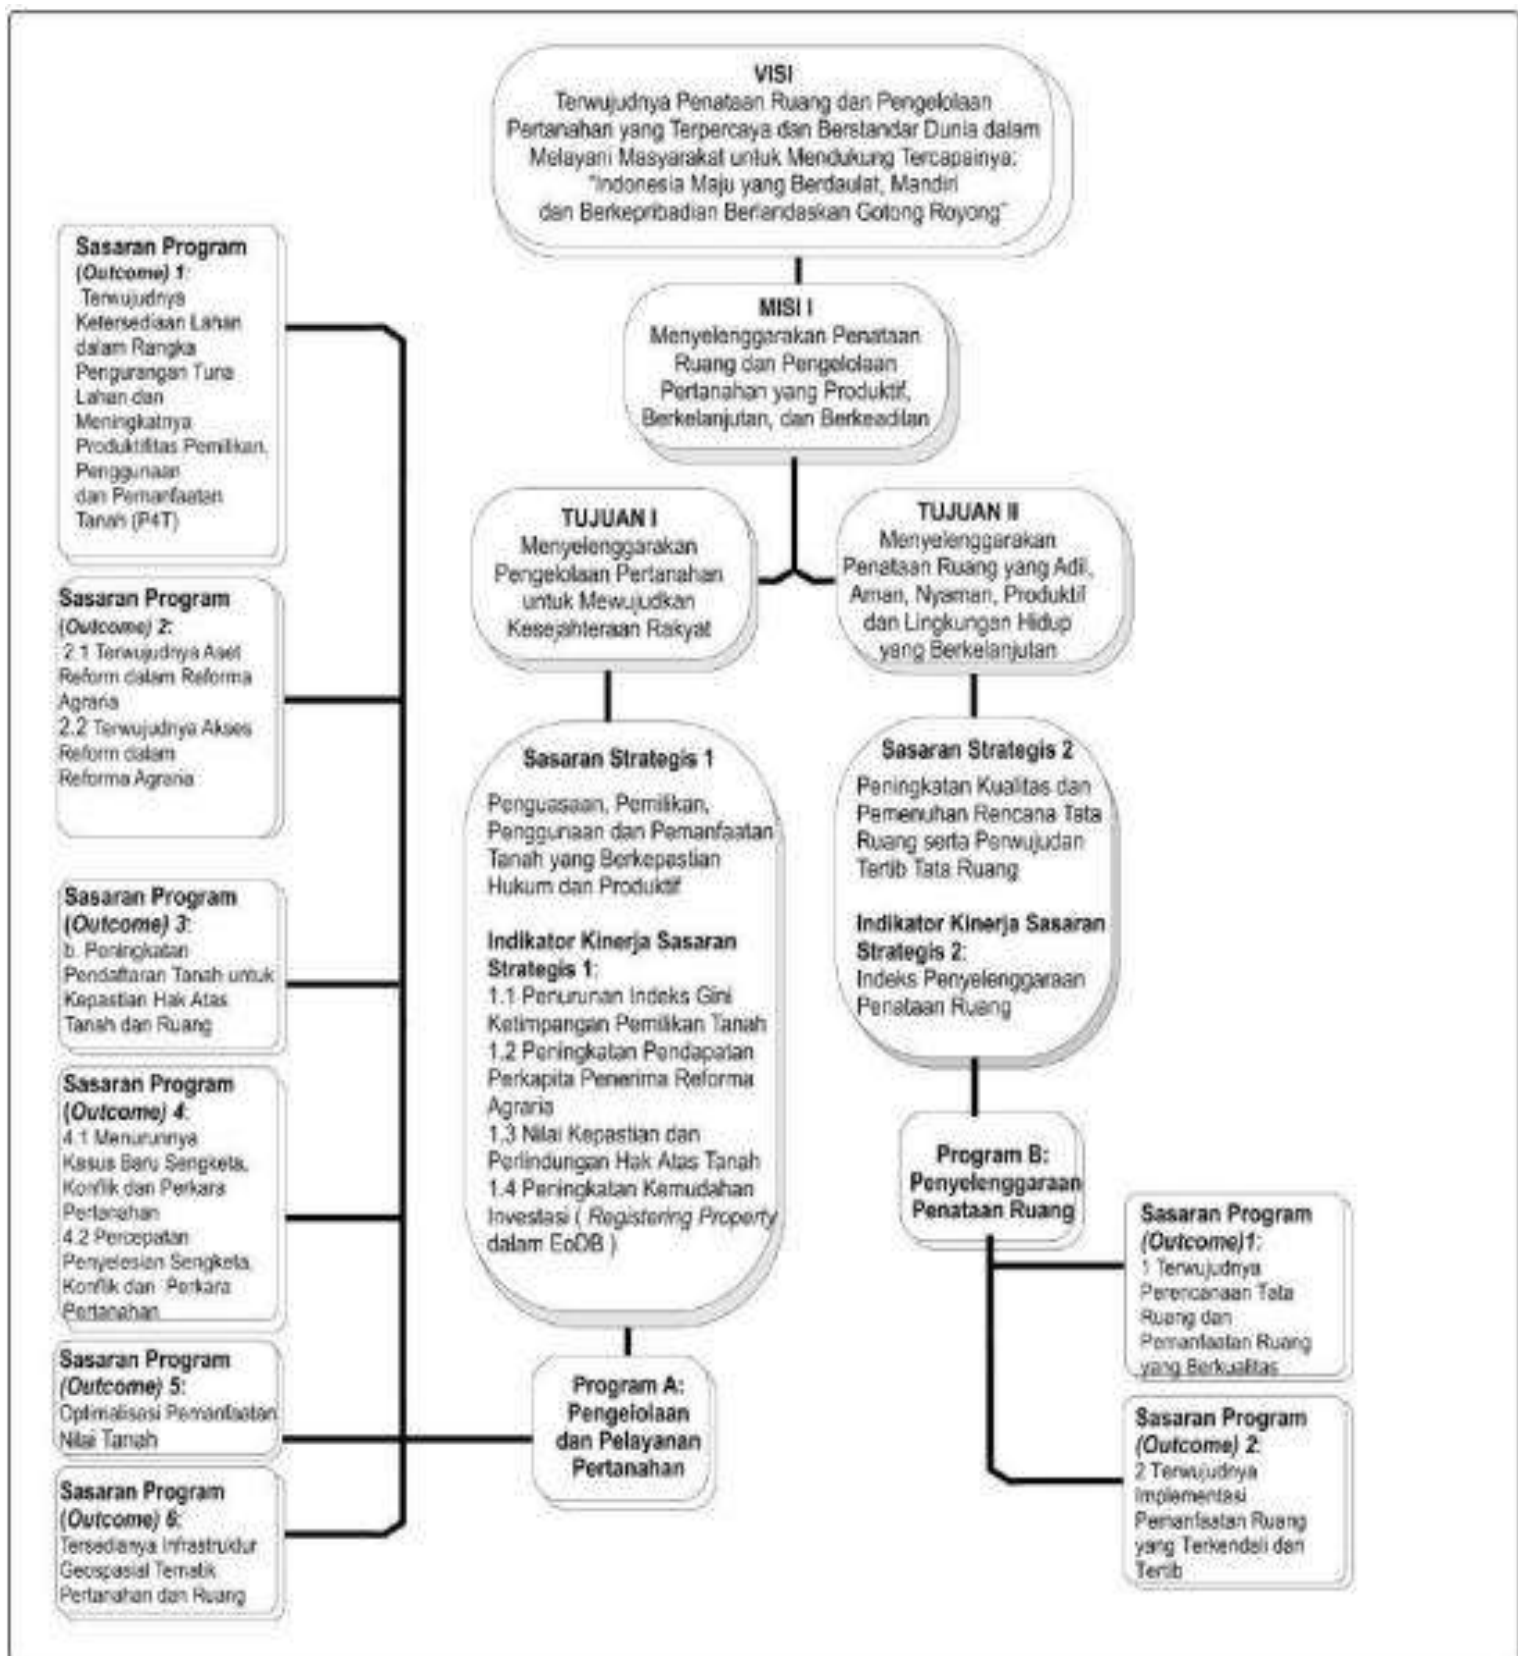 VISI
Terwujudnya Penataan Ruang dan Pengelolaan
Pertanahan yang Terpercaya dan Berstandar Dunia dalam
Melayani Masyarakat untuk Mendukung Tercapainya:
"Indonesia Maju yang Berdaulat, Mandiri
dan Berkepribadian Berlandaskan Gotong Royong"
MISI I
Menyelenggarakan Penataan
Ruang dan Pengelolaan
Pertanahan yang Produktif,
Berkelanjutan, dan Berkeadilan
TUJUAN I
Menyelenggarakan
Pengelolaan Pertanahan
untuk Mewujudkan
Kesejahteraan Rakyat
TUJUAN II
Menyelenggarakan
Penataan Ruang yang Adil,
Aman, Nyaman, Produktif
dan Lingkungan Hidup
yang Berkelanjutan
Sasaran Strategis 1
Penguasaan, Pemilikan,
Penggunaan dan Pemanfaatan
Tanah yang Berkepastian
Hukum dan Produktif
Indikator Kinerja Sasaran
Strategis 1:
1.1 Penurunan Indeks Gini
Ketimpangan Pemilikan Tanah
1.2 Peningkatan Pendapatan
Perkapita Penerima Reforma
Agraria
1.3 Nilai Kepastian dan
Perlindungan Hak Atas Tanah
1.4 Peningkatan Kemudahan
Investasi ( Registering Property
dalam EoDB )
Sasaran Strategis 2
Peningkatan Kualitas dan
Pemenuhan Rencana Tata
Ruang serta Perwujudan
Tertib Tata Ruang
Indikator Kinerja Sasaran
Strategis 2:
Indeks Penyelenggaraan
Penataan Ruang
Program A:
Pengelolaan
dan Pelayanan
Pertanahan
Program B:
Penyelenggaraan
Penataan Ruang
Sasaran Program
(Outcome) 1:
Terwujudnya
Ketersediaan Lahan
dalam Rangka
Pengurangan Tuna
Lahan dan
Meningkatnya
Produktifitas Pemilikan,
Penggunaan
dan Pemanfaatan
Tanah (P4T)
Sasaran Program
(Outcome) 2:
2.1 Terwujudnya Aset
Reform dalam Reforma
Agraria
2.2 Terwujudnya Akses
Reform dalam
Reforma Agraria
Sasaran Program
(Outcome) 3:
b. Peningkatan
Pendaftaran Tanah untuk
Kepastian Hak Atas
Tanah dan Ruang
Sasaran Program
(Outcome) 4:
4.1 Menurunnya
Kasus Baru Sengketa,
Konflik dan Perkara
Pertanahan
4.2 Percepatan
Penyelesian Sengketa,
Konflik dan Perkara
Pertanahan
Sasaran Program
(Outcome) 5:
Optimalisasi Pemanfaatan
Nilai Tanah
Sasaran Program
(Outcome) 6:
Tersedianya Infrastruktur
Geospasial Tematik
Pertanahan dan Ruang
Sasaran Program
(Outcome)1:
1 Terwujudnya
Perencanaan Tata
Ruang dan
Pemanfaatan Ruang
yang Berkualitas
Sasaran Program
(Outcome) 2:
2 Terwujudnya
Implementasi
Pemanfaatan Ruang
yang Terkendali dan
Tertib